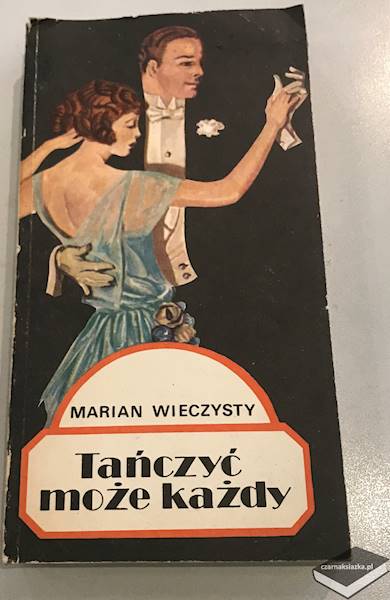 MARIAN WIECZYSTY
Tańczyć
może każdy
czarnaksiazka.pl